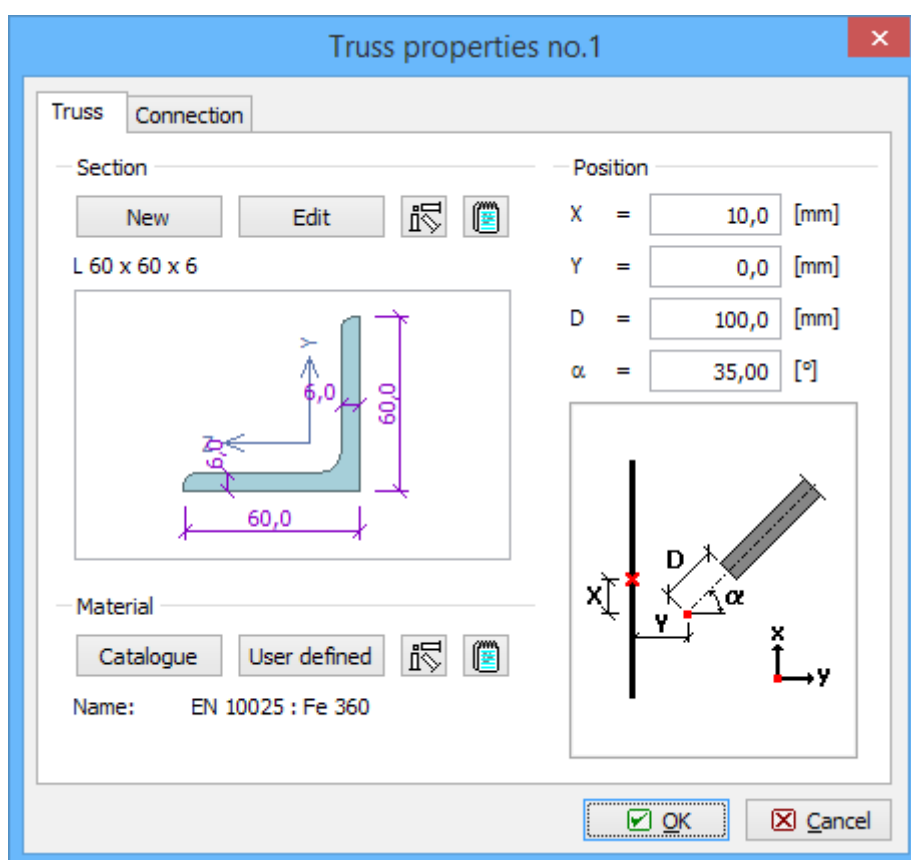 Truss properties no.1
Truss Connection
Section
New Edit
L 60 x 60 x 6
Y
6,0
60,0
Z
6,0
60,0
Material
Catalogue User defined
Name: EN 10025 : Fe 360
Position
X = 10,0 [mm]
Y = 0,0 [mm]
D = 100,0 [mm]
α = 35,00 [°]
D
X
α
Y
x
y
OK Cancel